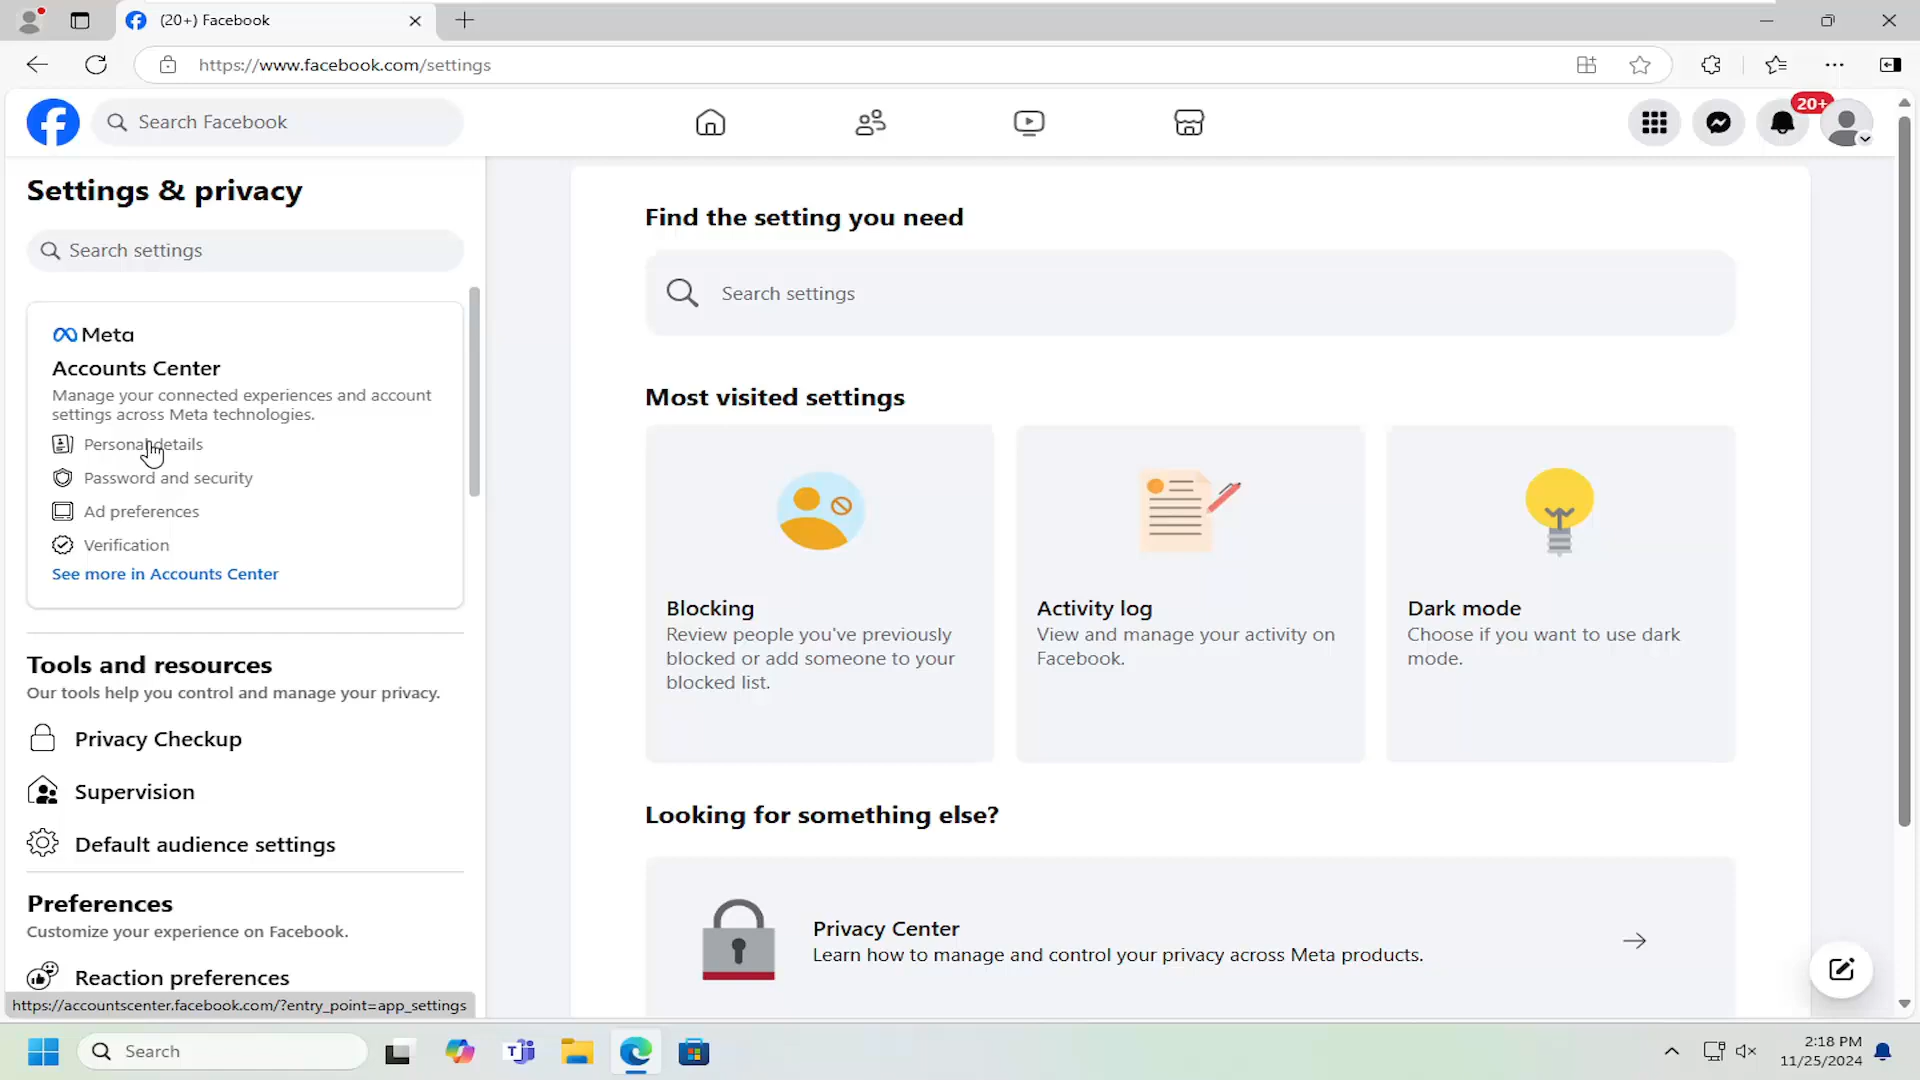 (20+) Facebook
https://www.facebook.com/settings
Search Facebook
20+
Settings & privacy
Search settings
Meta
Accounts Center
Manage your connected experiences and account
settings across Meta technologies.
Personal details
Password and security
Ad preferences
Verification
See more in Accounts Center
Tools and resources
Our tools help you control and manage your privacy.
Privacy Checkup
Supervision
Default audience settings
Preferences
Customize your experience on Facebook.
Reaction preferences
https://accountscenter.facebook.com/?entry_point=app_settings
Find the setting you need
Search settings
Most visited settings
Blocking
Review people you've previously
blocked or add someone to your
blocked list.
Activity log
View and manage your activity on
Facebook.
Dark mode
Choose if you want to use dark
mode.
Looking for something else?
Privacy Center
Learn how to manage and control your privacy across Meta products.
Search
2:18 PM
11/25/2024